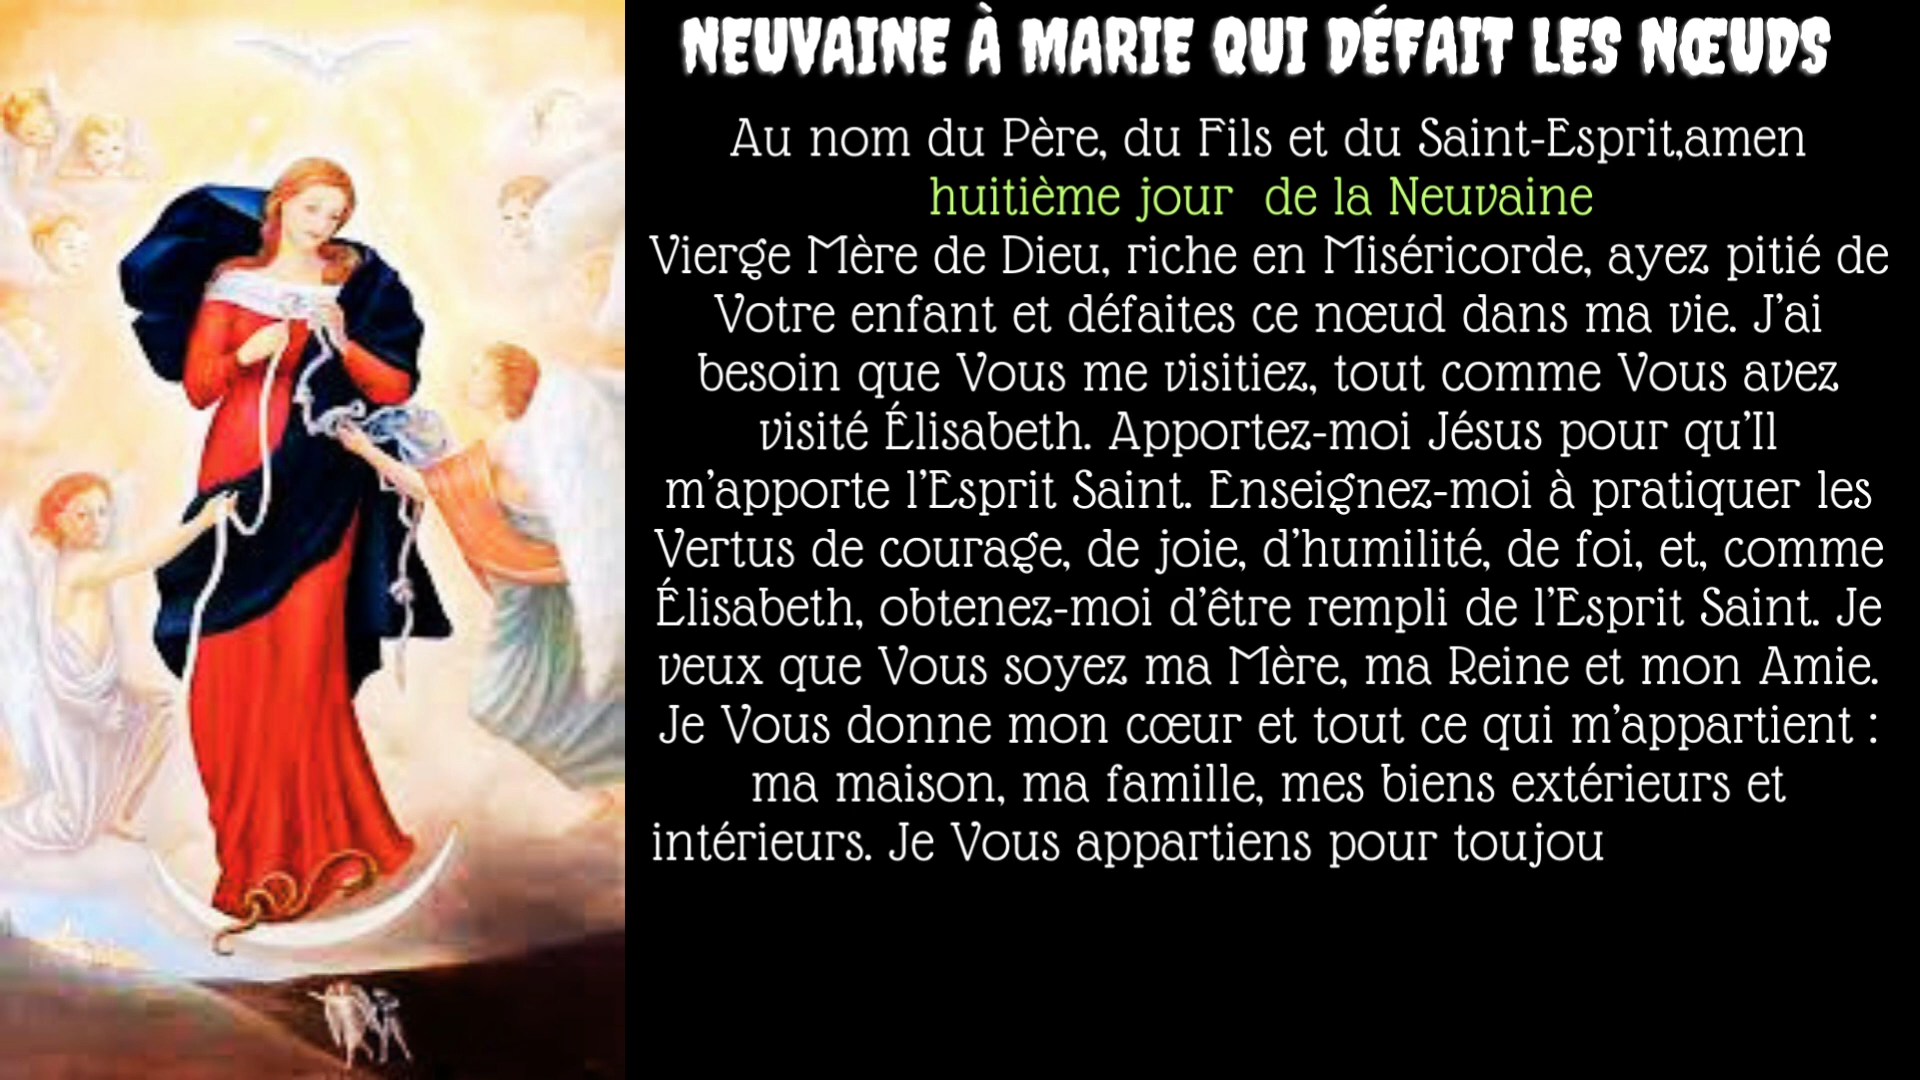 NEUVAINE À MARIE QUI DÉFAIT LES NŒUDS
Au nom du Père, du Fils et du Saint-Esprit,amen
huitième jour de la Neuvaine
Vierge Mère de Dieu, riche en Miséricorde, ayez pitié de
Votre enfant et défaites ce nœud dans ma vie. J’ai
besoin que Vous me visitiez, tout comme Vous avez
visité Élisabeth. Apportez-moi Jésus pour qu’Il
m’apporte l’Esprit Saint. Enseignez-moi à pratiquer les
Vertus de courage, de joie, d’humilité, de foi, et, comme
Élisabeth, obtenez-moi d’être rempli de l’Esprit Saint. Je
veux que Vous soyez ma Mère, ma Reine et mon Amie.
Je Vous donne mon cœur et tout ce qui m’appartient :
ma maison, ma famille, mes biens extérieurs et
intérieurs. Je Vous appartiens pour toujou